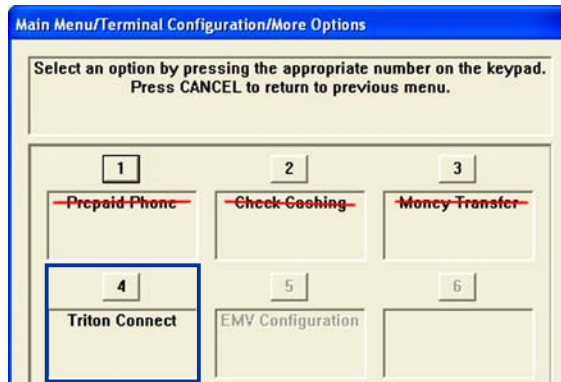 Main Menu/Terminal Configuration/More Options
Select an option by pressing the appropriate number on the keypad.
Press CANCEL to return to previous menu.
1 2 3
Prepaid Phone Check Cashing Money Transfer
4 5 6
Triton Connect EMV Configuration